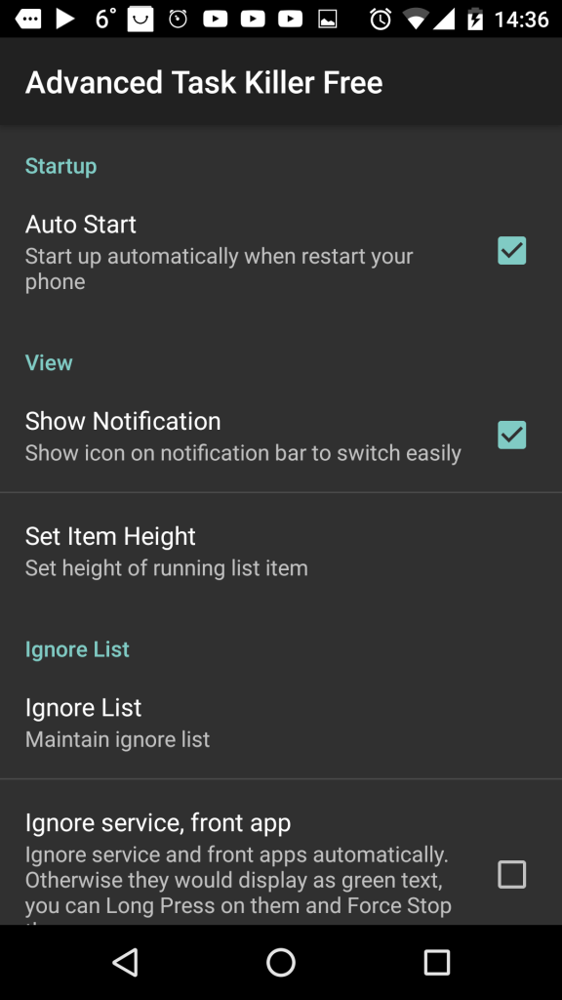 6° 14:36
Advanced Task Killer Free
Startup
Auto Start
Start up automatically when restart your
phone
View
Show Notification
Show icon on notification bar to switch easily
Set Item Height
Set height of running list item
Ignore List
Ignore List
Maintain ignore list
Ignore service, front app
Ignore service and front apps automatically.
Otherwise they would display as green text,
you can Long Press on them and Force Stop